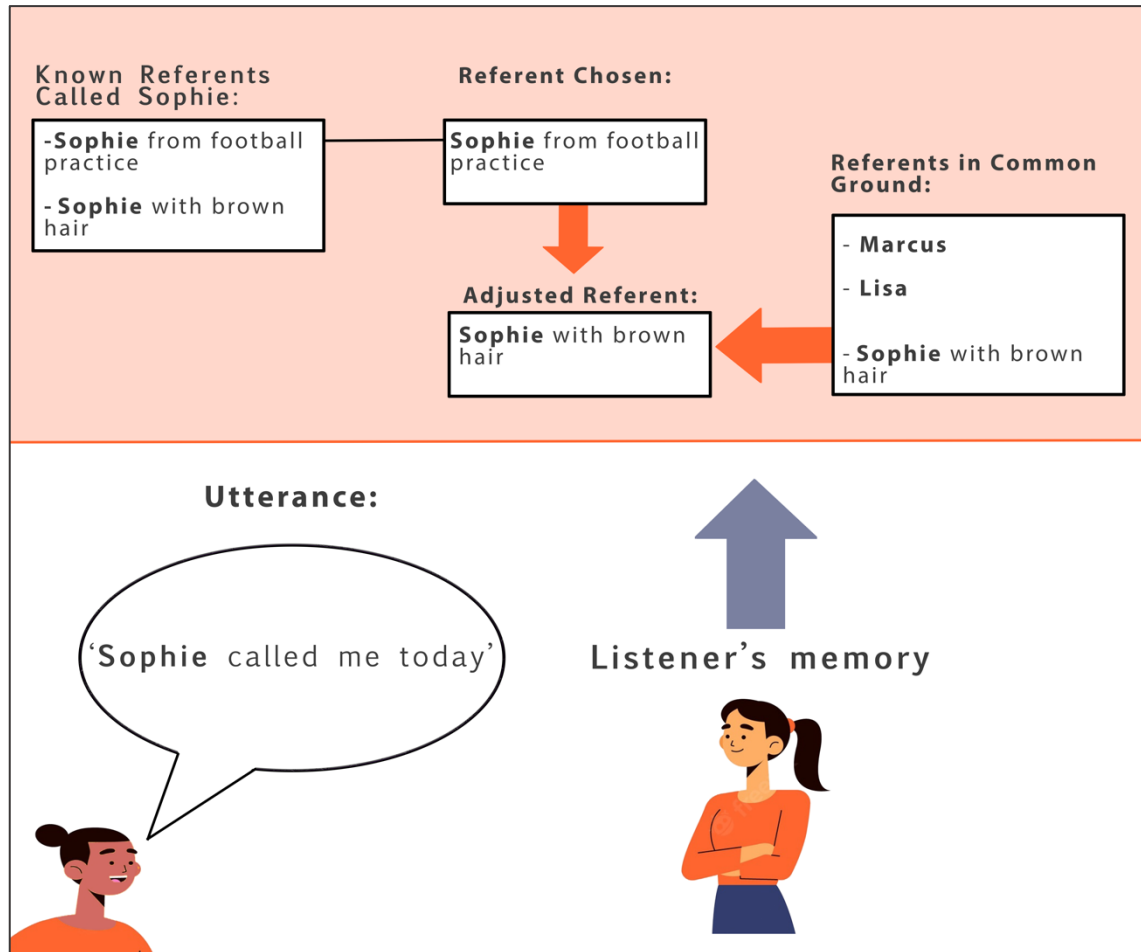 Known Referents
Called Sophie:
-Sophie from football
practice
- Sophie with brown
hair
Referent Chosen:
Sophie from football
practice
Referents in Common
Ground:
- Marcus
- Lisa
- Sophie with brown
hair
Adjusted Referent:
Sophie with brown
hair
Utterance:
‘Sophie called me today’
Listener’s memory